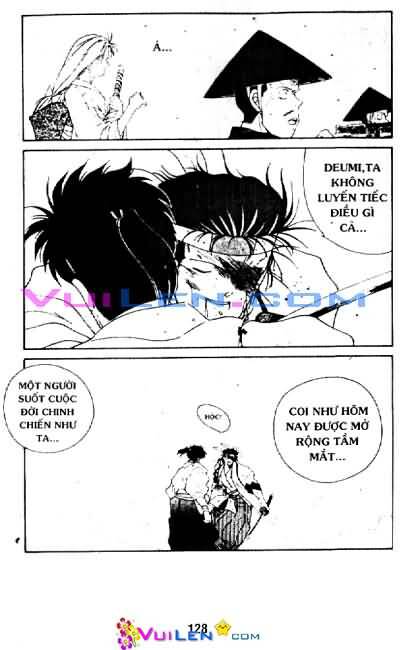 Ả...
DEUMI,TA
KHÔNG
LUYẾN TIẾC
ĐIỀU GÌ
CẢ...
VUILEN.COM
MỘT NGƯỜI
SUỐT CUỘC
ĐỜI CHINH
CHIẾN NHƯ
TA...
HỘC!
COI NHƯ HÔM
NAY ĐƯỢC MỞ
RỘNG TẦM
MẮT...
128
VUILEN.COM